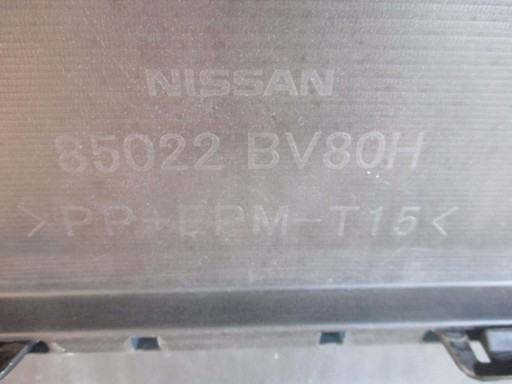 NISSAN
85022 BV80H
>PP+EPM-T15<